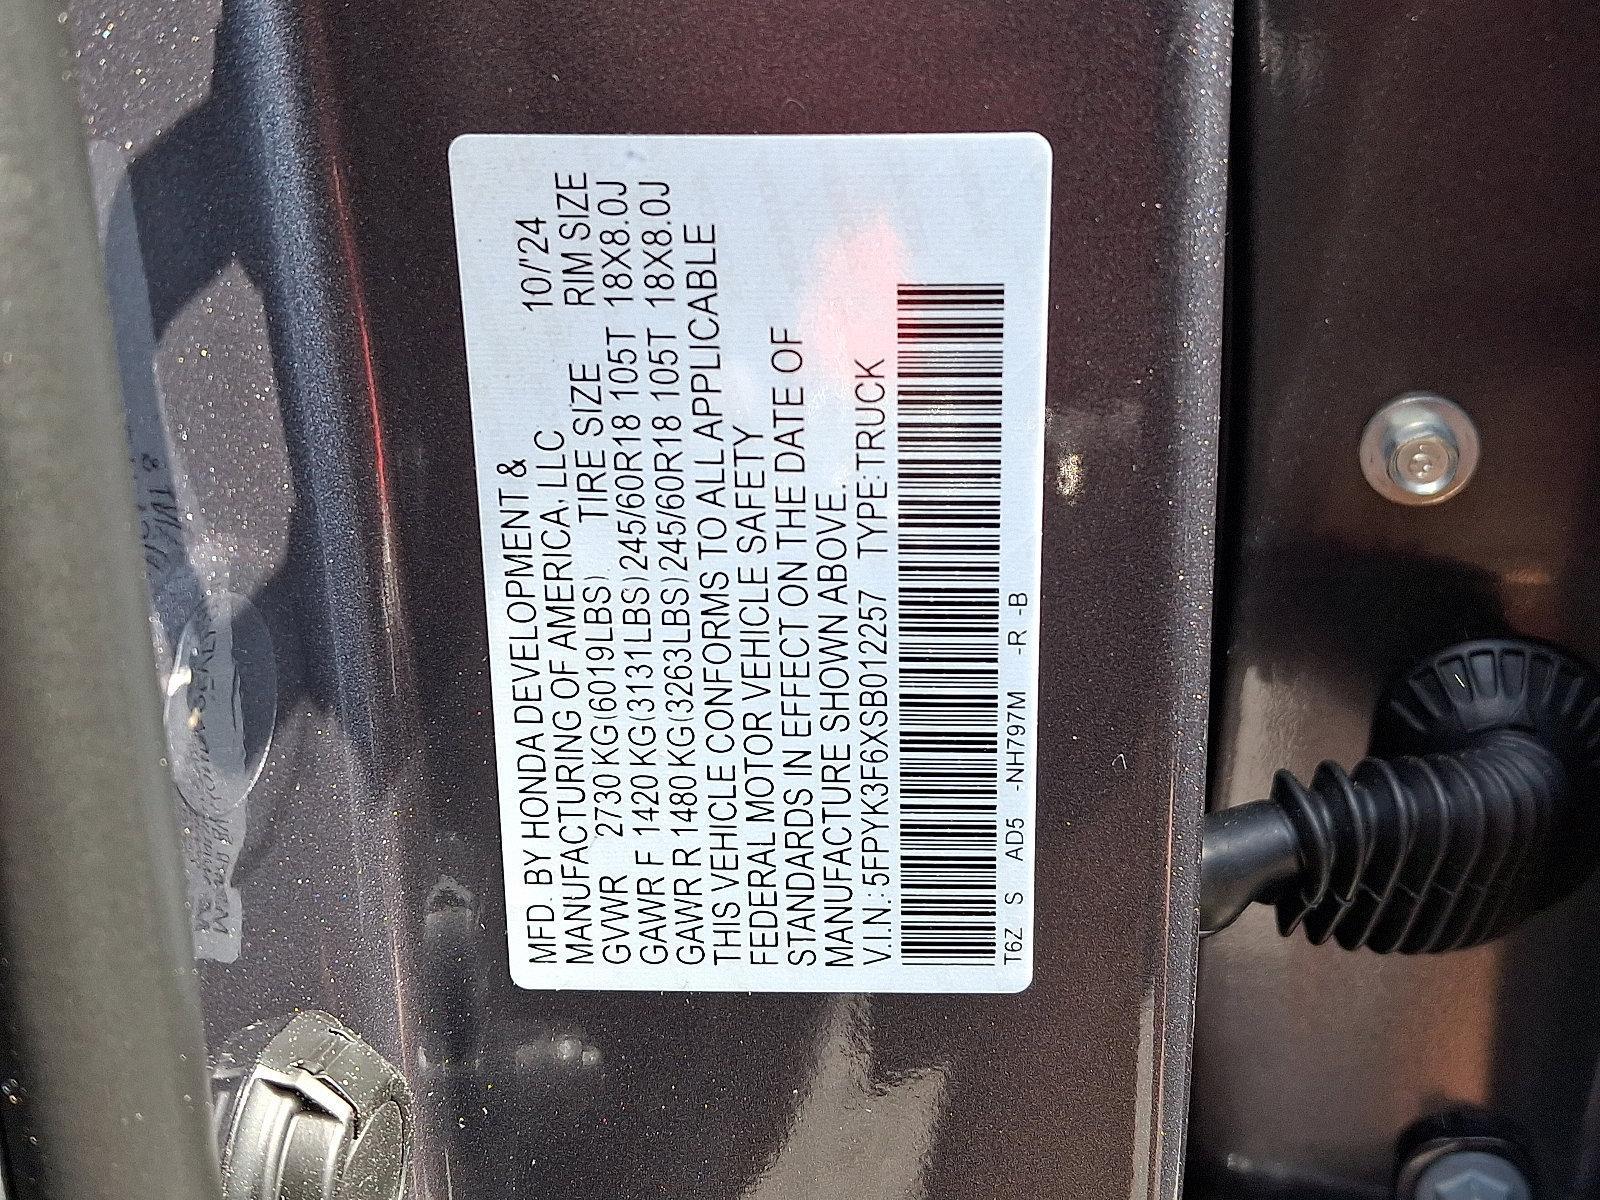 MFD. BY HONDA DEVELOPMENT &
MANUFACTURING OF AMERICA, LLC 10/'24
GVWR 2730 KG(6019LBS) TIRE SIZE RIM SIZE
GAWR F 1420 KG(3131LBS) 245/60R18 105T 18X8.0J
GAWR R 1480 KG(3263LBS) 245/60R18 105T 18X8.0J
THIS VEHICLE CONFORMS TO ALL APPLICABLE
FEDERAL MOTOR VEHICLE SAFETY
STANDARDS IN EFFECT ON THE DATE OF
MANUFACTURE SHOWN ABOVE.
V.I.N.: 5FPYK3F6XSB012257 TYPE: TRUCK
T6Z S AD5 -NH797M -R -B